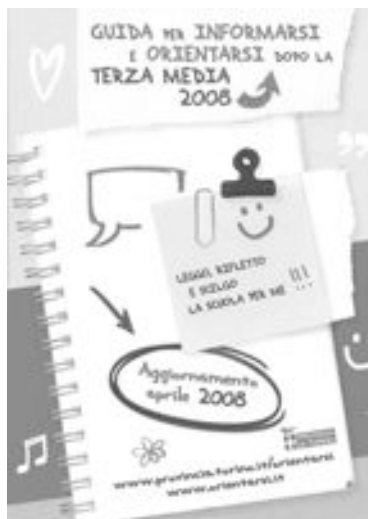 GUIDA PER INFORMARSI
E ORIENTARSI DOPO LA
TERZA MEDIA
2008
LEGGO, RIFLETTO
E SCELGO
LA SCUOLA PER ME !!!
Aggiornamento
aprile 2008
www.provincia.torino.it/orientarsi
www.orientarsi.it